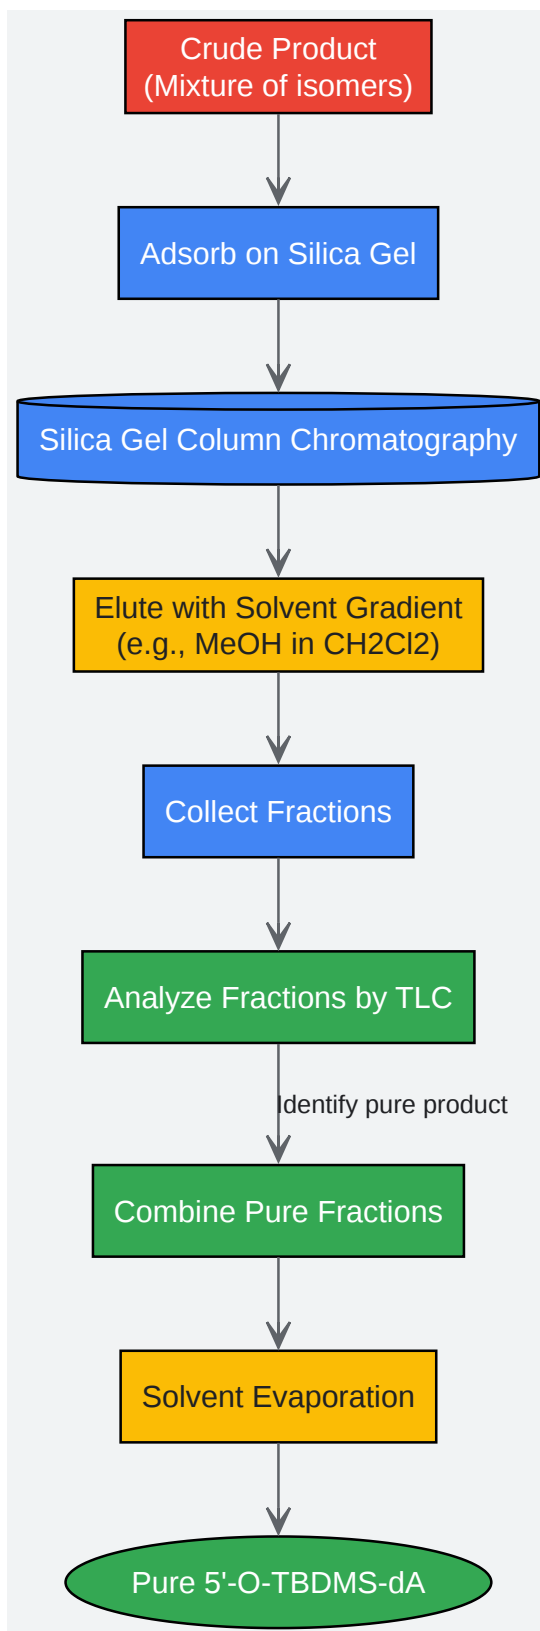 Crude Product
(Mixture of isomers)
Adsorb on Silica Gel
Silica Gel Column Chromatography
Elute with Solvent Gradient
(e.g., MeOH in CH2Cl2)
Collect Fractions
Analyze Fractions by TLC
Identify pure product
Combine Pure Fractions
Solvent Evaporation
Pure 5'-O-TBDMS-dA